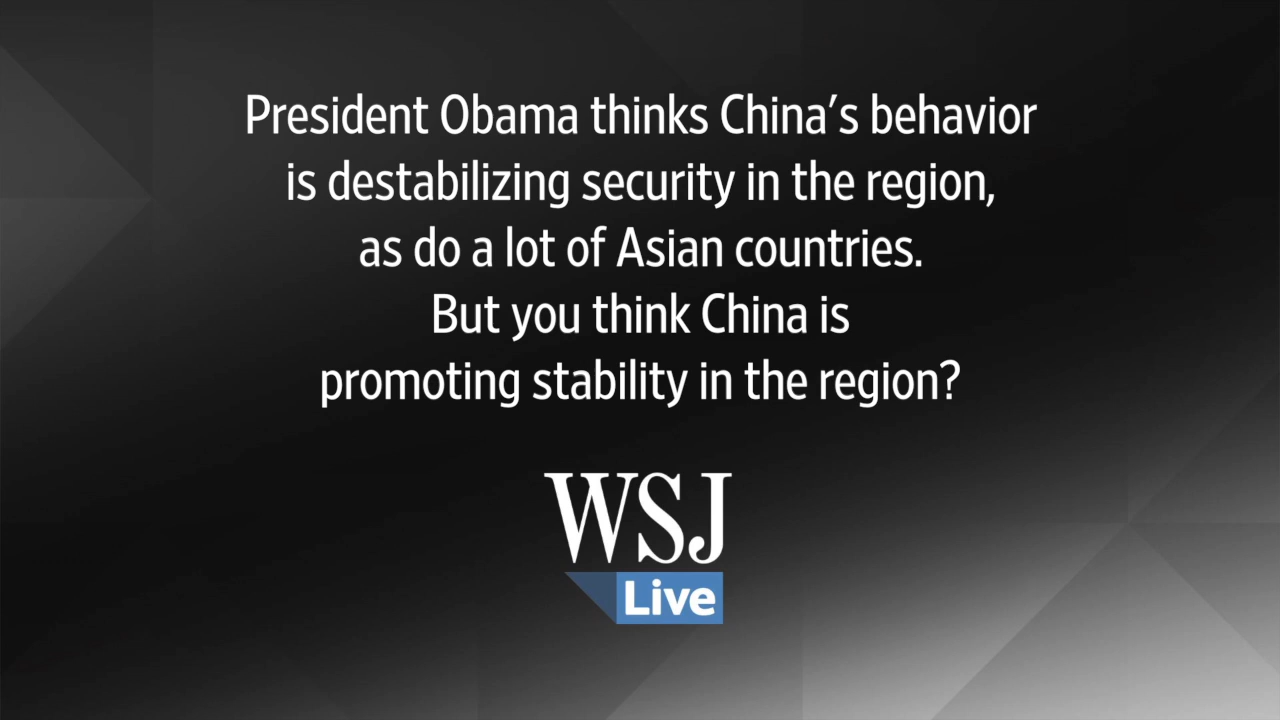 President Obama thinks China's behavior
is destabilizing security in the region,
as do a lot of Asian countries.
But you think China is
promoting stability in the region?
WSJ
Live